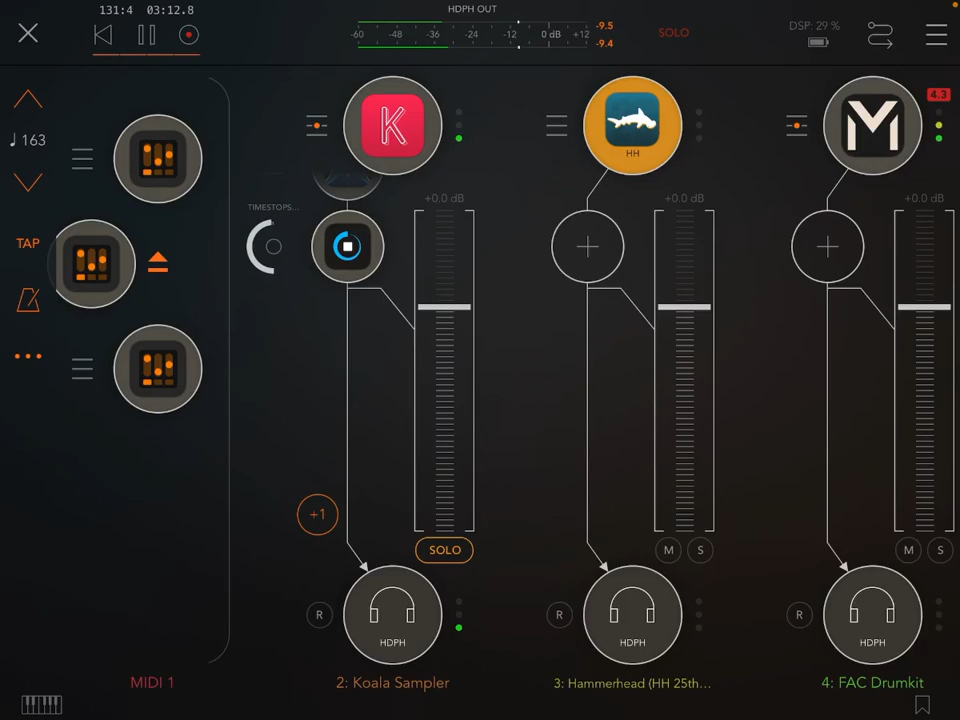 131:4 03:12.8
HDPH OUT
-60 -48 -36 -24 -12 0 dB +12
-9.5
-9.4
SOLO
DSP: 29 %
163
TAP
K
HH
M
4.3
TIMESTOPS...
+0.0 dB
+0.0 dB
+0.0 dB
+1
SOLO
M S
M S
R
HDPH
R
HDPH
R
HDPH
MIDI 1
2: Koala Sampler
3: Hammerhead (HH 25th...
4: FAC Drumkit